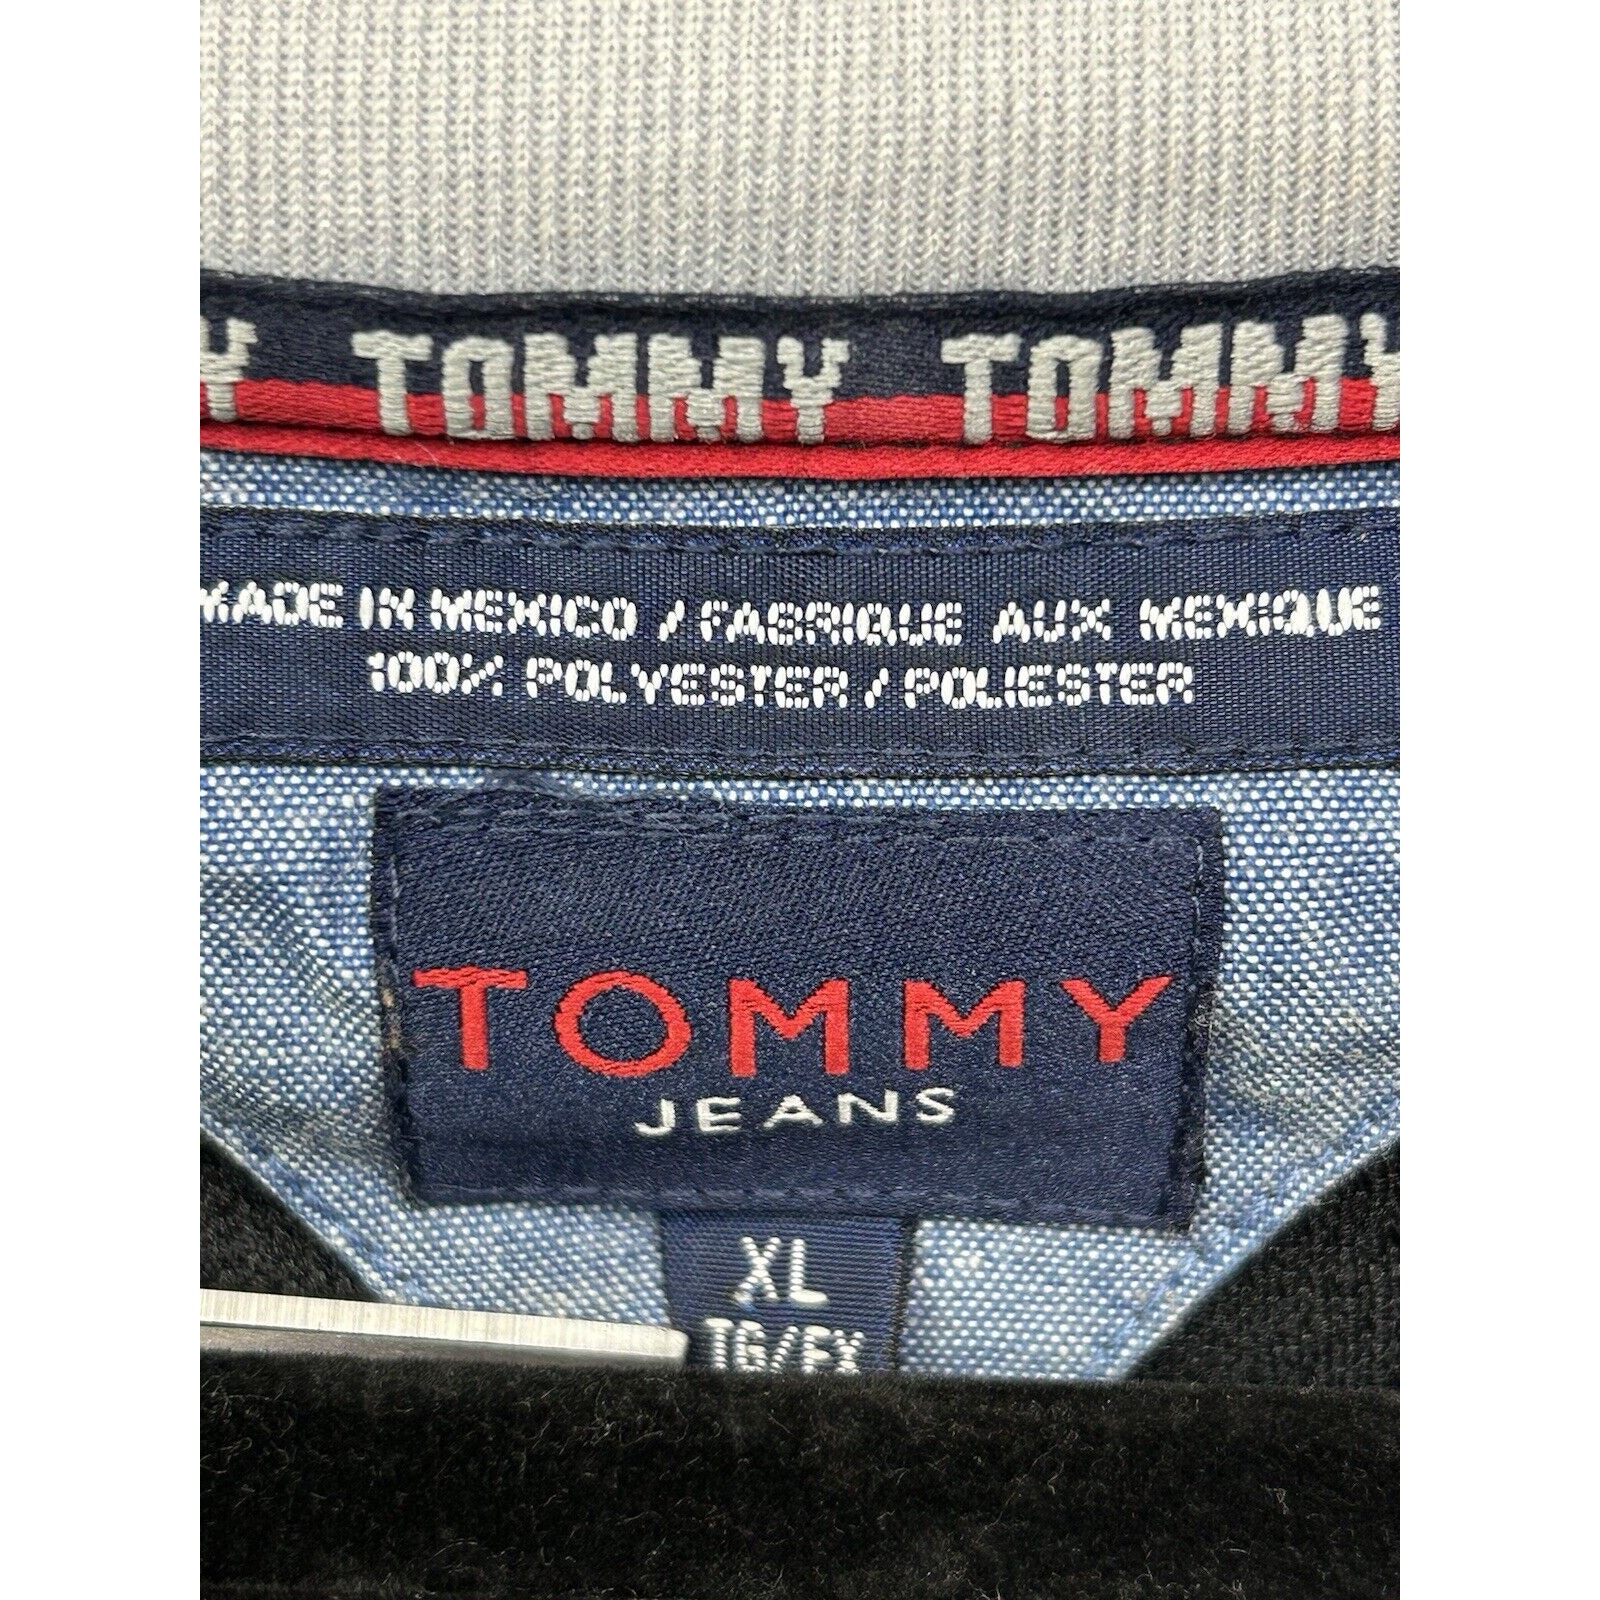 Y TOMMY TOMMY
MADE IN MEXICO / FABRIQUE AUX MEXIQUE
100% POLYESTER / POLIESTER
TOMMY
JEANS
XL
TG/EX